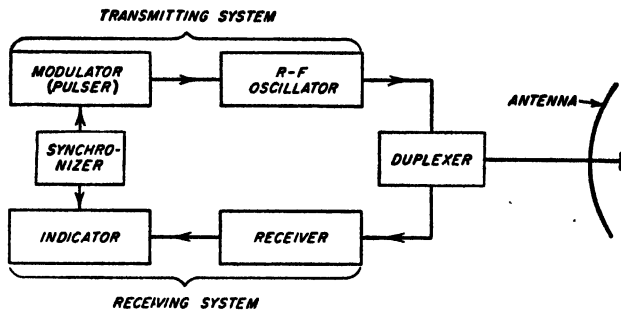 TRANSMITTING SYSTEM
MODULATOR
(PULSER)
R-F
OSCILLATOR
ANTENNA
SYNCHRO-
NIZER
DUPLEXER
INDICATOR
RECEIVER
RECEIVING SYSTEM